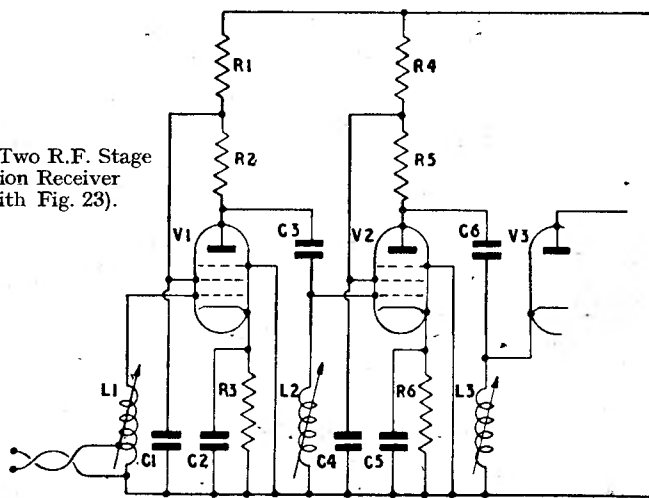 R1
R4
Two R.F. Stage
ion Receiver
ith Fig. 23).
R2
R5
V1
C3
V2
C6
V3
L1
R3
L2
R6
L3
C1
C2
C4
C5